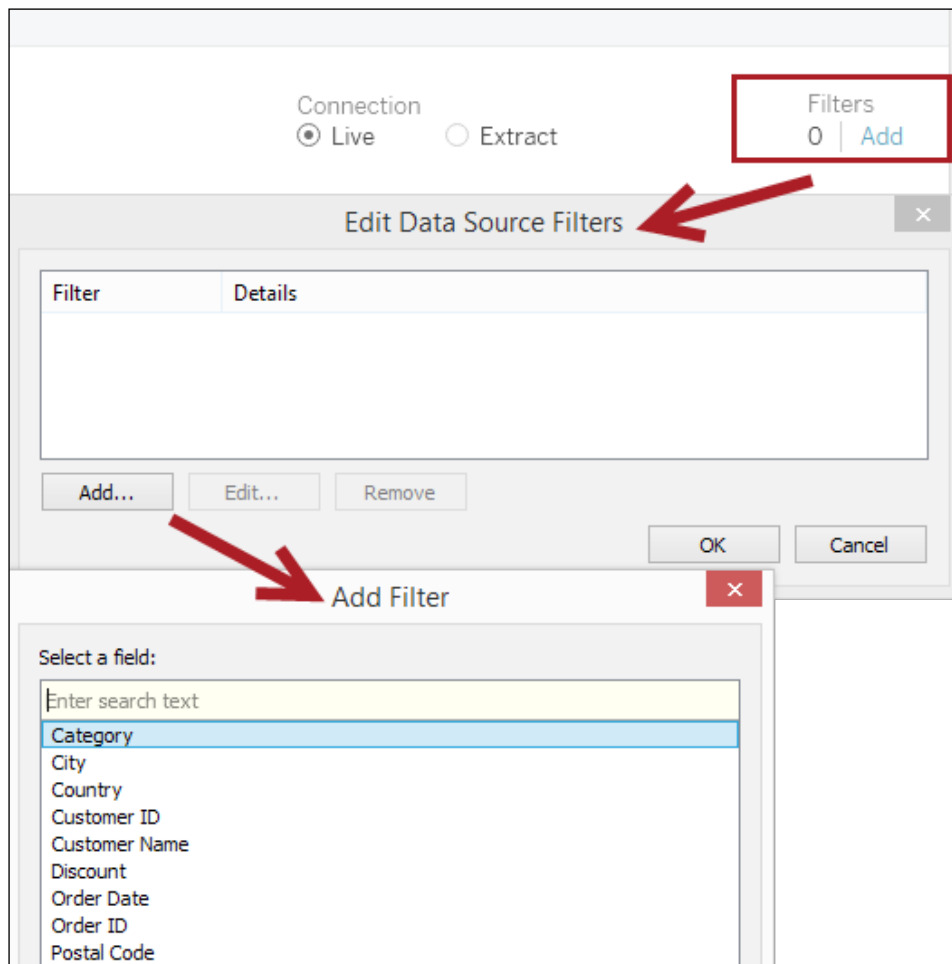 Connection
Live Extract
Filters
0 | Add
Edit Data Source Filters
Filter Details
Add... Edit... Remove
OK Cancel
Add Filter
Select a field:
Enter search text
Category
City
Country
Customer ID
Customer Name
Discount
Order Date
Order ID
Postal Code